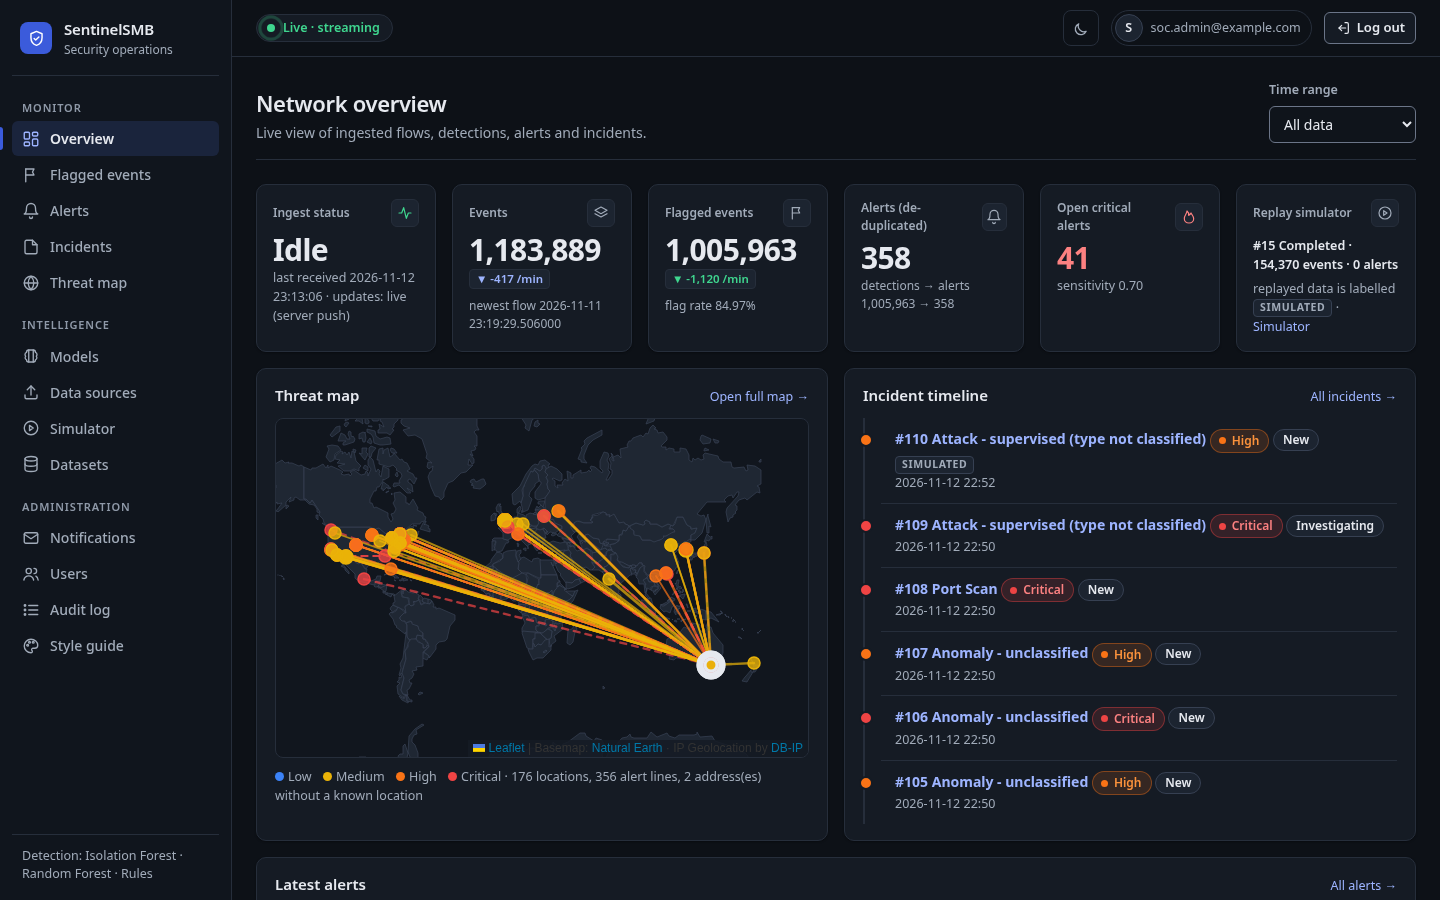 SentinelSMB
Security operations
MONITOR
Overview
Flagged events
Alerts
Incidents
Threat map
INTELLIGENCE
Models
Data sources
Simulator
Datasets
ADMINISTRATION
Notifications
Users
Audit log
Style guide
Detection: Isolation Forest ·
Random Forest · Rules
Live · streaming
S
soc.admin@example.com
Log out
Network overview
Live view of ingested flows, detections, alerts and incidents.
Time range
All data
Ingest status
Idle
last received 2026-11-12
23:13:06 · updates: live
(server push)
Events
1,183,889
▼ -417 /min
newest flow 2026-11-11
23:19:29.506000
Flagged events
1,005,963
▼ -1,120 /min
flag rate 84.97%
Alerts (de-
duplicated)
358
detections → alerts
1,005,963 → 358
Open critical
alerts
41
sensitivity 0.70
Replay simulator
#15 Completed ·
154,370 events · 0 alerts
replayed data is labelled
SIMULATED ·
Simulator
Threat map
Open full map →
Leaflet | Basemap: Natural Earth · IP Geolocation by DB-IP
Low Medium High Critical · 176 locations, 356 alert lines, 2 address(es)
without a known location
Incident timeline
All incidents →
#110 Attack - supervised (type not classified) High New
SIMULATED
2026-11-12 22:52
#109 Attack - supervised (type not classified) Critical Investigating
2026-11-12 22:50
#108 Port Scan Critical New
2026-11-12 22:50
#107 Anomaly - unclassified High New
2026-11-12 22:50
#106 Anomaly - unclassified Critical New
2026-11-12 22:50
#105 Anomaly - unclassified High New
2026-11-12 22:50
Latest alerts
All alerts →